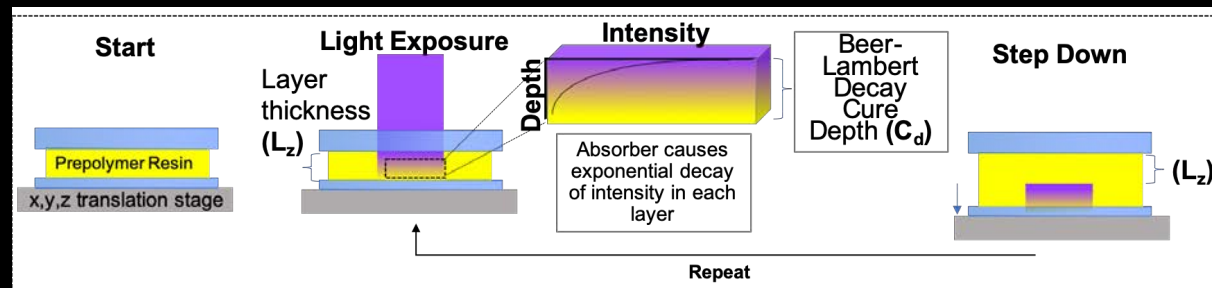 Start
Prepolymer Resin
x,y,z translation stage
Light Exposure
Layer
thickness
(Lz)
Intensity
Depth
Absorber causes
exponential decay
of intensity in each
layer
Beer-
Lambert
Decay
Cure
Depth (Cd)
Step Down
(Lz)
Repeat